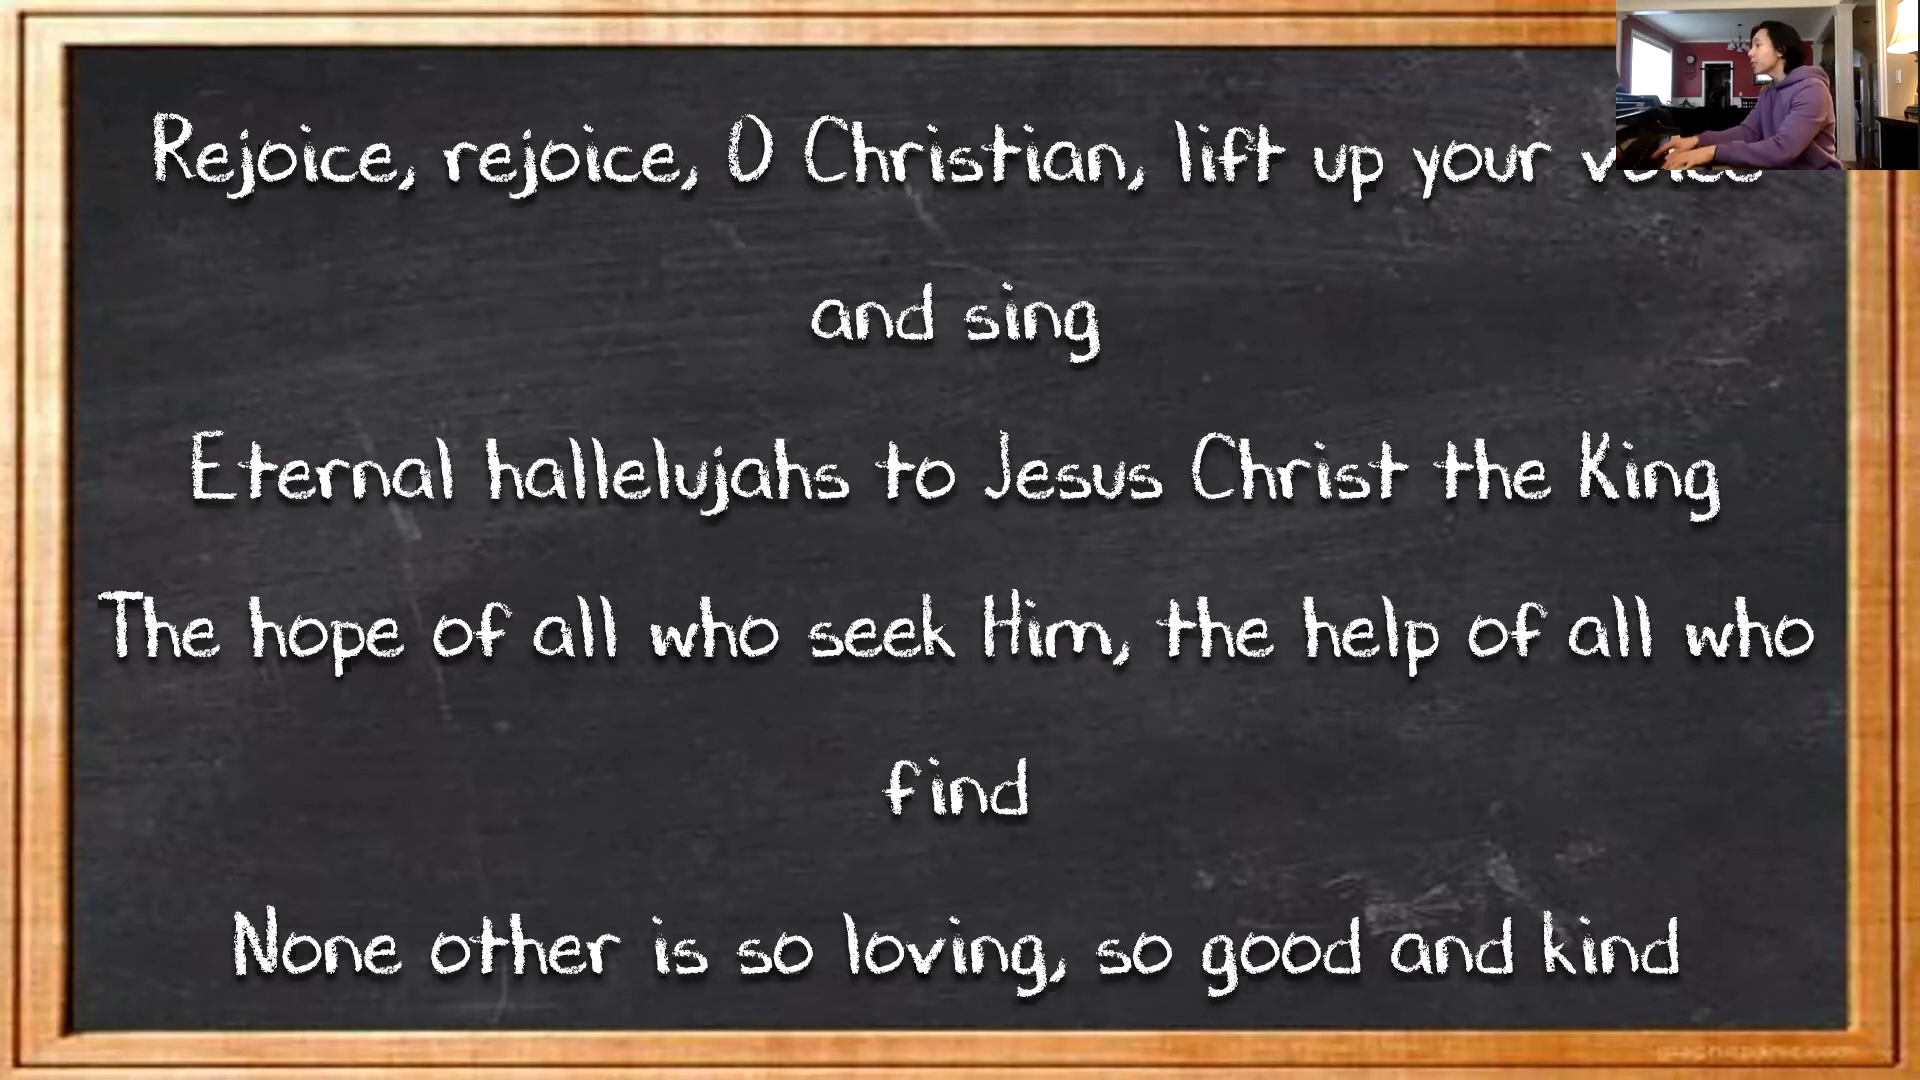 Rejoice, rejoice, O Christian, lift up your voice
and sing
Eternal hallelujahs to Jesus Christ the King
The hope of all who seek Him, the help of all who
find
None other is so loving, so good and kind